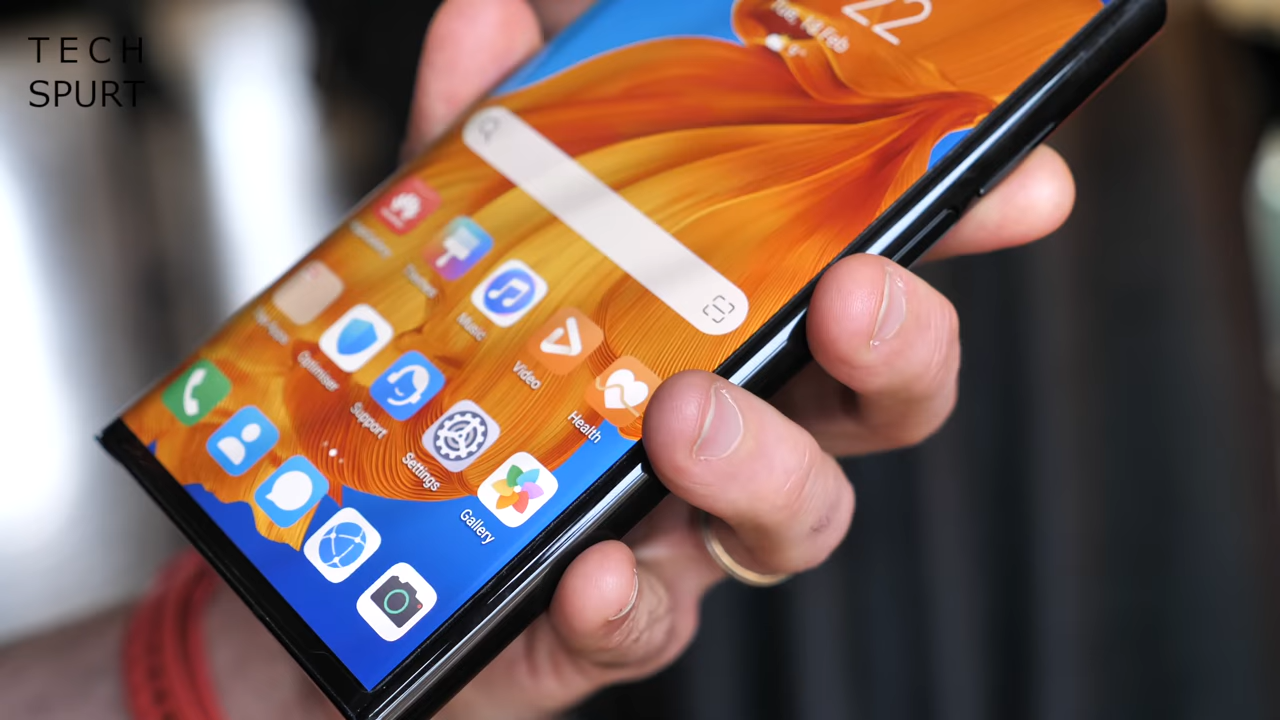 TECH
SPURT
22
Tue, 18 Feb
Themes
Music
Video
Health
Optimiser
Support
Settings
Gallery